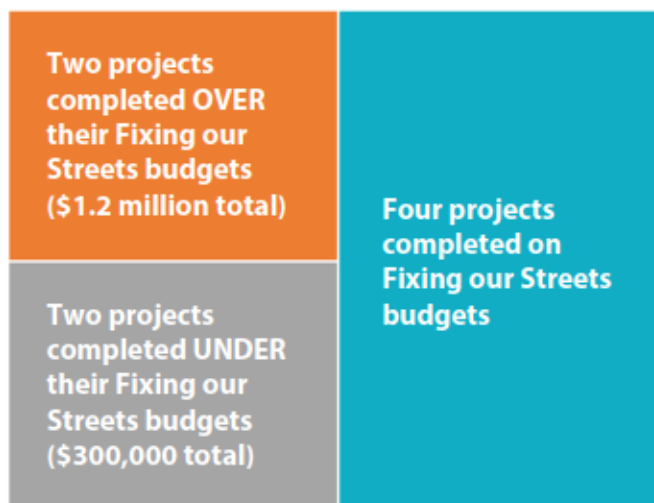 Two projects
completed OVER
their Fixing our
Streets budgets
($1.2 million total)
Two projects
completed UNDER
their Fixing our
Streets budgets
($300,000 total)
Four projects
completed on
Fixing our Streets
budgets